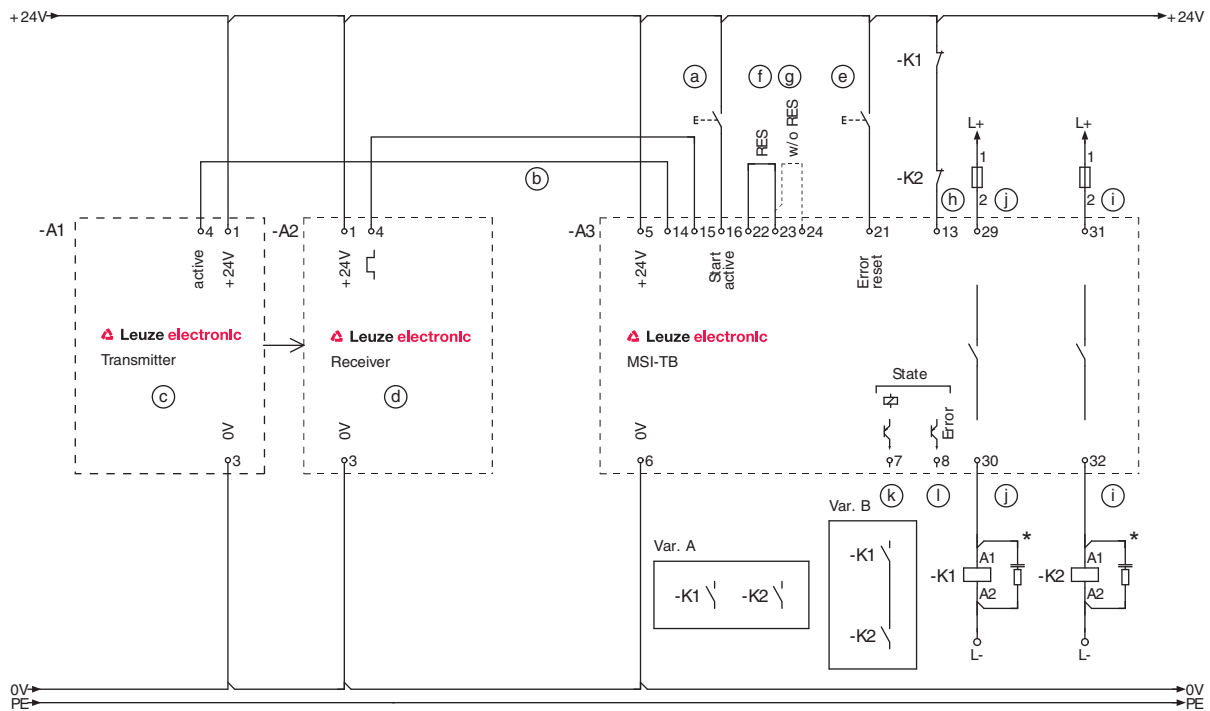 +24V +24V
-K1
a f g e
RES w/o RES
L+ L+
1 1
b
-K2
2 h j 2 i
-A1 4 1 -A2 1 4 -A3 5 14 15 16 22 23 24 21 13 29 31
active +24V +24V +24V Start active Error reset
Leuze electronic Leuze electronic Leuze electronic
Transmitter Receiver MSI-TB
State
c d
0V 0V 0V Error
3 3 6 7 8 30 32
k l j i
Var. B
Var. A
* *
-K1 A1 A1
-K1 -K2 -K1 -K2
A2 A2
-K2
L- L-
0V 0V
PE PE